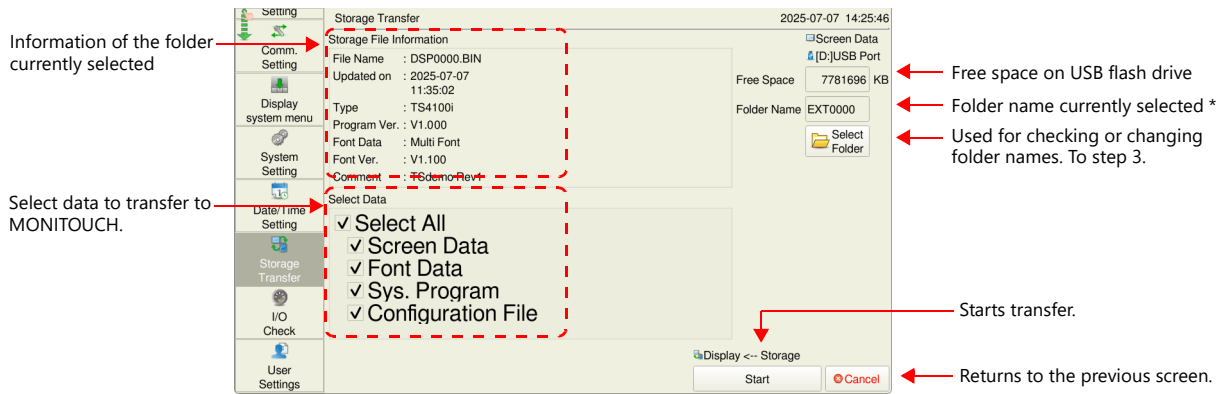 Setting
Storage Transfer
2025-07-07 14:25:46
Information of the folder
currently selected
Comm.
Setting
Storage File Information
File Name : DSP0000.BIN
Updated on : 2025-07-07
11:35:02
Type : TS4100i
Program Ver. : V1.000
Font Data : Multi Font
Font Ver. : V1.100
Comment : TSdemo Rev1
Screen Data
[D:]USB Port
Free Space 7781696 KB
Folder Name EXT0000
Select
Folder
Free space on USB flash drive
Folder name currently selected *
Used for checking or changing
folder names. To step 3.
Display
system menu
System
Setting
Select data to transfer to
MONITOUCH.
Date/Time
Setting
Select Data
Select All
Screen Data
Font Data
Sys. Program
Configuration File
Storage
Transfer
I/O
Check
User
Settings
Starts transfer.
Display <-- Storage
Start
Cancel
Returns to the previous screen.